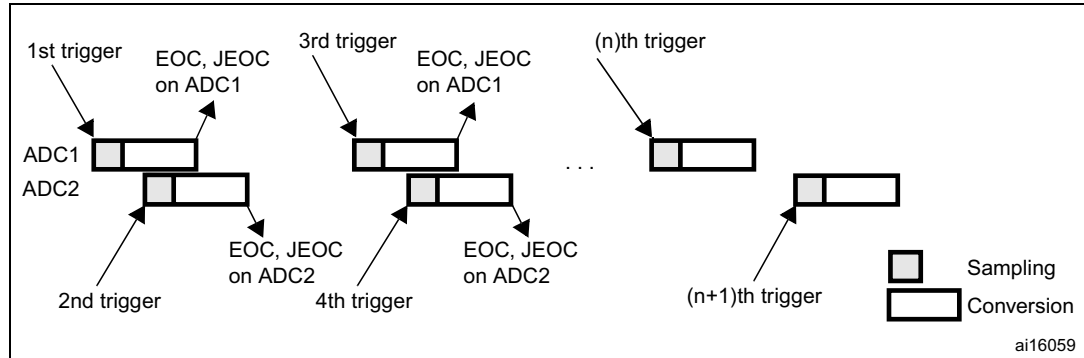 1st trigger
EOC, JEOC
on ADC1
3rd trigger
EOC, JEOC
on ADC1
(n)th trigger
ADC1
ADC2
. . .
EOC, JEOC
on ADC2
EOC, JEOC
on ADC2
2nd trigger
4th trigger
(n+1)th trigger
Sampling
Conversion
ai16059